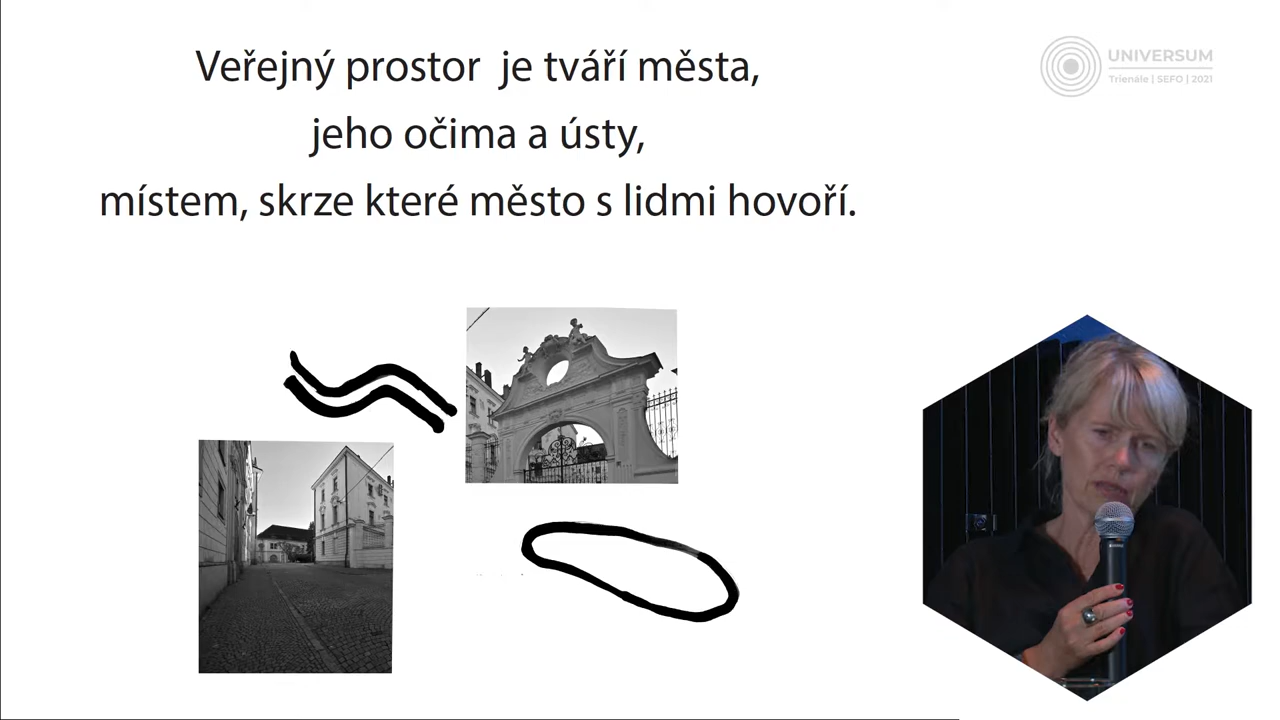 Veřejný prostor je tváří města,
jeho očima a ústy,
místem, skrze které město s lidmi hovoří.
UNIVERSUM
Trienále | SEFO | 2021